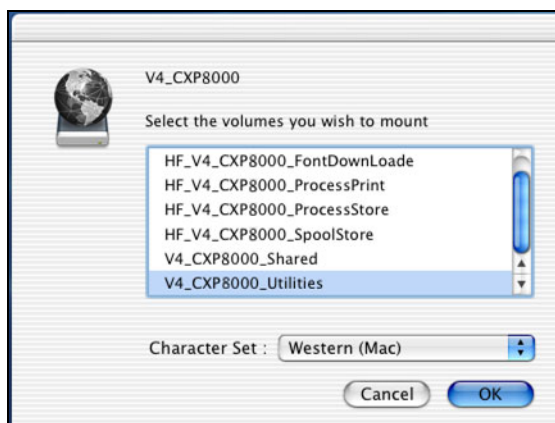 V4_CXP8000
Select the volumes you wish to mount
HF_V4_CXP8000_FontDownLoade
HF_V4_CXP8000_ProcessPrint
HF_V4_CXP8000_ProcessStore
HF_V4_CXP8000_SpoolStore
V4_CXP8000_Shared
V4_CXP8000_Utilities
Character Set : Western (Mac)
Cancel OK